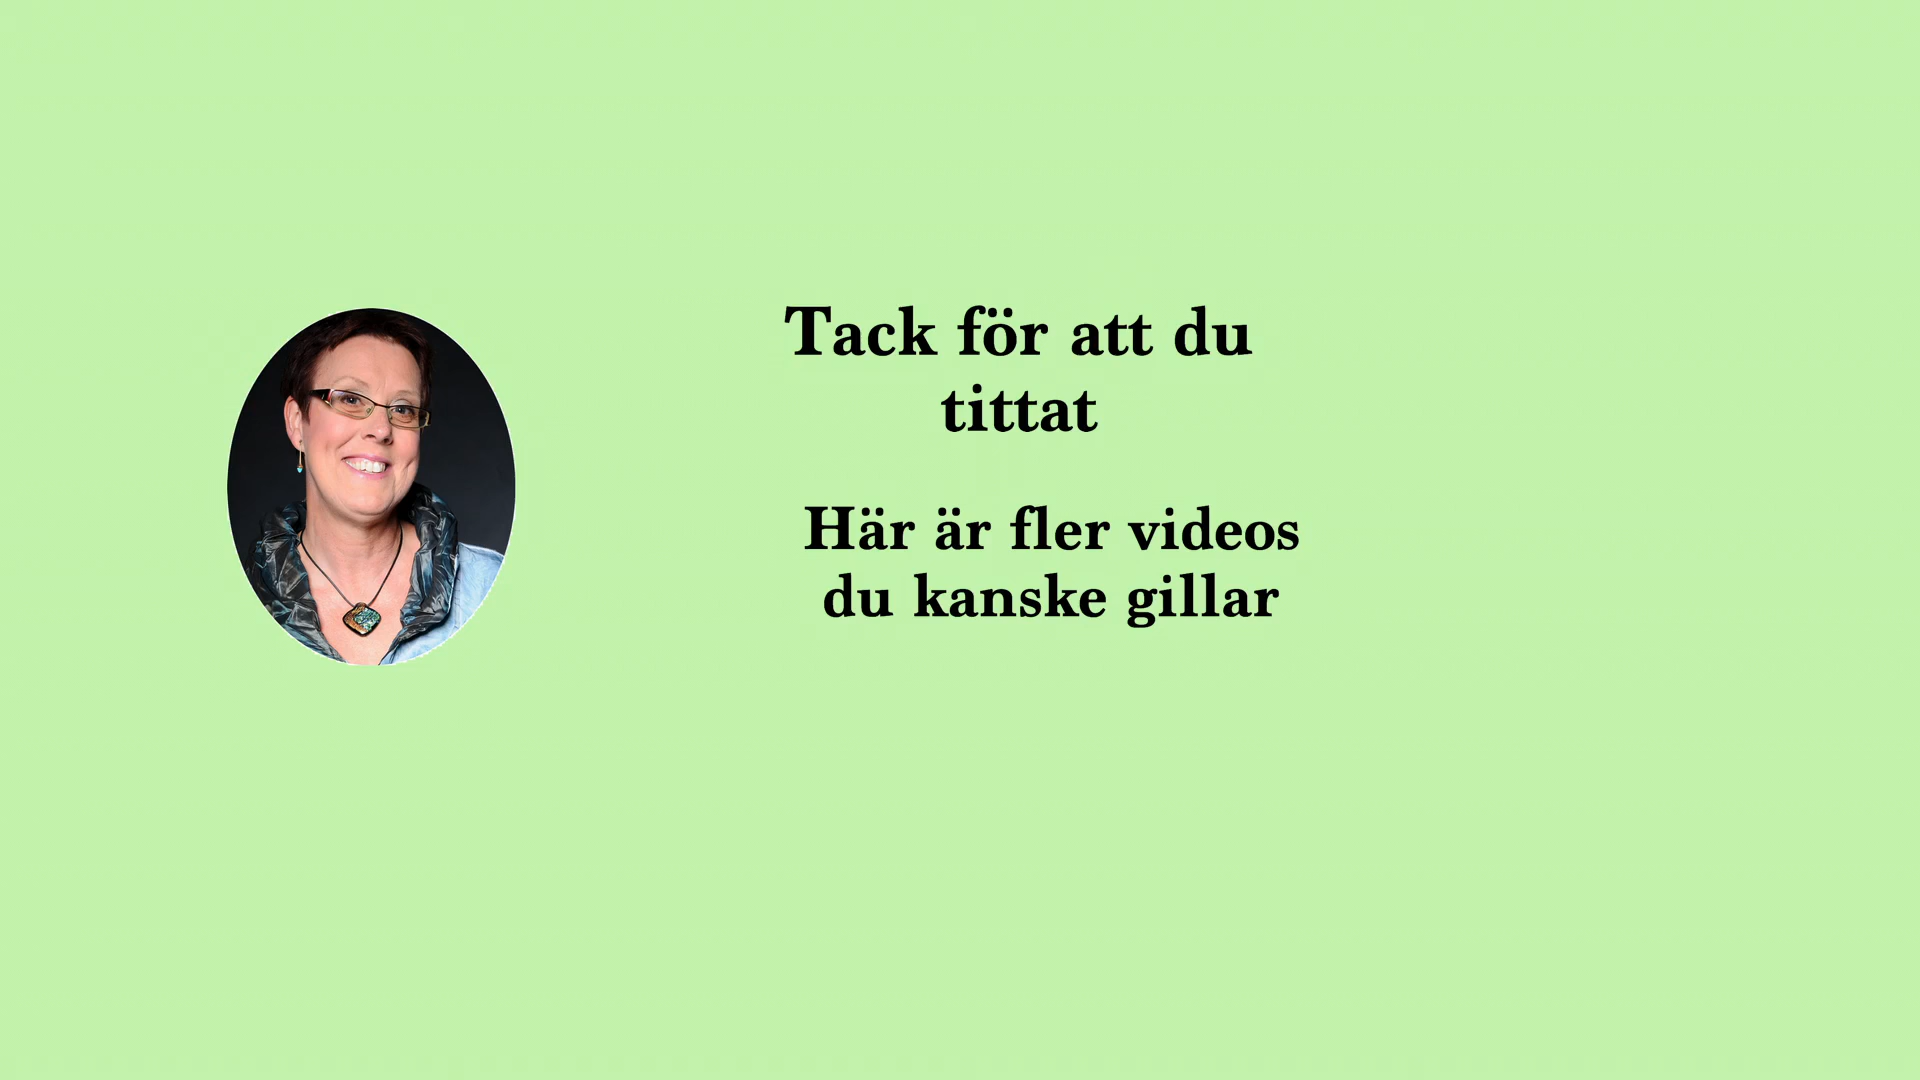 Tack för att du
tittat
Här är fler videos
du kanske gillar